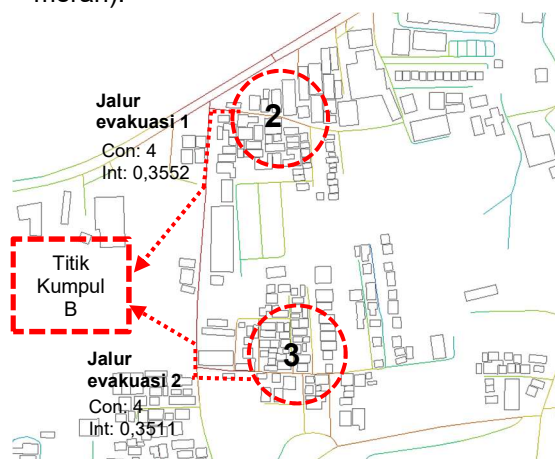 merah).
Jalur
evakuasi 1
Con: 4
Int: 0,3552
2
Titik
Kumpul
B
3
Jalur
evakuasi 2
Con: 4
Int: 0,3511